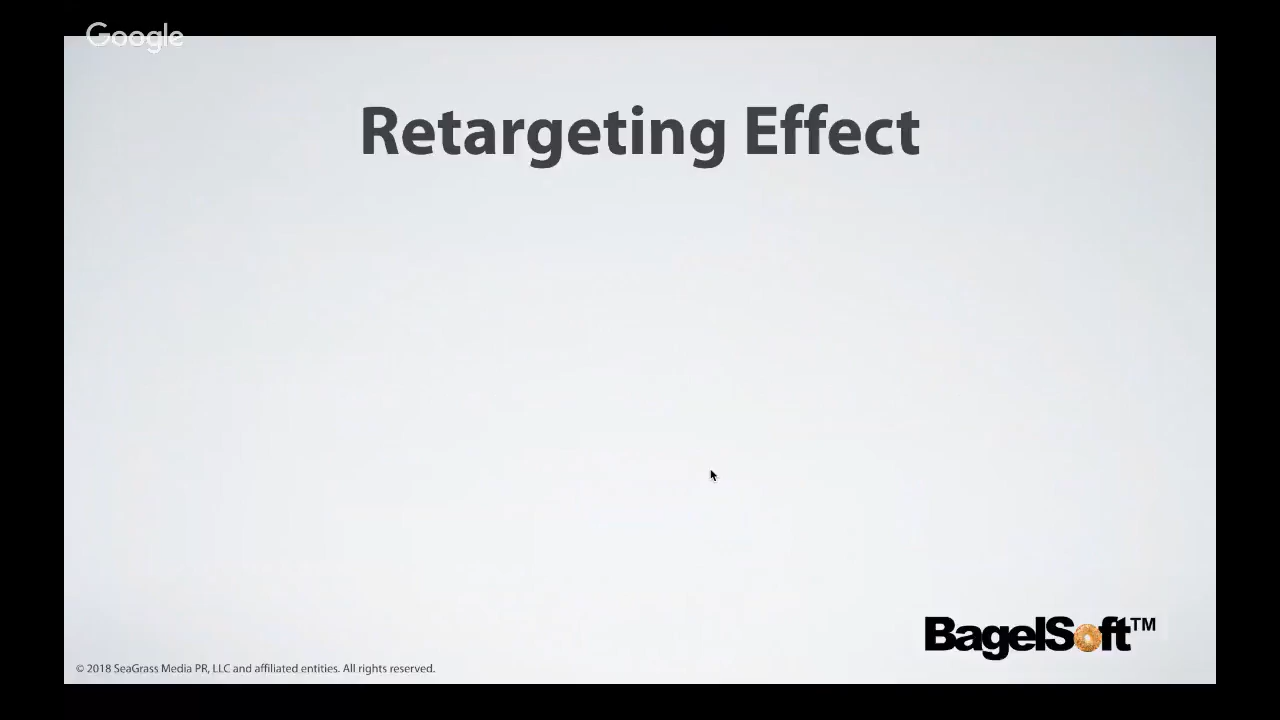 Google
Retargeting Effect
BagelSoft™
© 2018 SeaGrass Media PR, LLC and affiliated entities. All rights reserved.